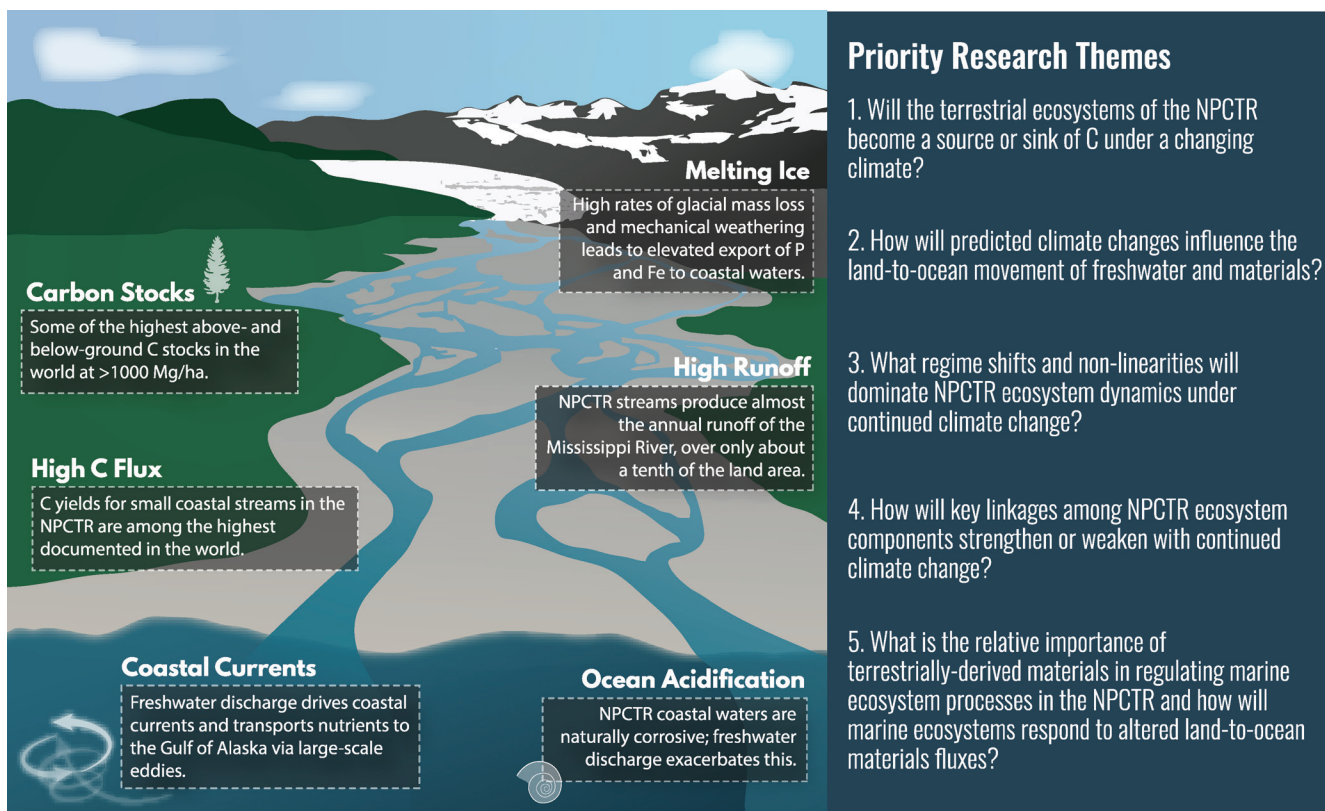 Melting Ice
High rates of glacial mass loss
and mechanical weathering
leads to elevated export of P
and Fe to coastal waters.
Carbon Stocks
Some of the highest above- and
below-ground C stocks in the
world at >1000 Mg/ha.
High Runoff
NPCTR streams produce almost
the annual runoff of the
Mississippi River, over only about
a tenth of the land area.
High C Flux
C yields for small coastal streams in the
NPCTR are among the highest
documented in the world.
Coastal Currents
Freshwater discharge drives coastal
currents and transports nutrients to
the Gulf of Alaska via large-scale
eddies.
Ocean Acidification
NPCTR coastal waters are
naturally corrosive; freshwater
discharge exacerbates this.
Priority Research Themes
1. Will the terrestrial ecosystems of the NPCTR
become a source or sink of C under a changing
climate?
2. How will predicted climate changes influence the
land-to-ocean movement of freshwater and materials?
3. What regime shifts and non-linearities will
dominate NPCTR ecosystem dynamics under
continued climate change?
4. How will key linkages among NPCTR ecosystem
components strengthen or weaken with continued
climate change?
5. What is the relative importance of
terrestrially-derived materials in regulating marine
ecosystem processes in the NPCTR and how will
marine ecosystems respond to altered land-to-ocean
materials fluxes?